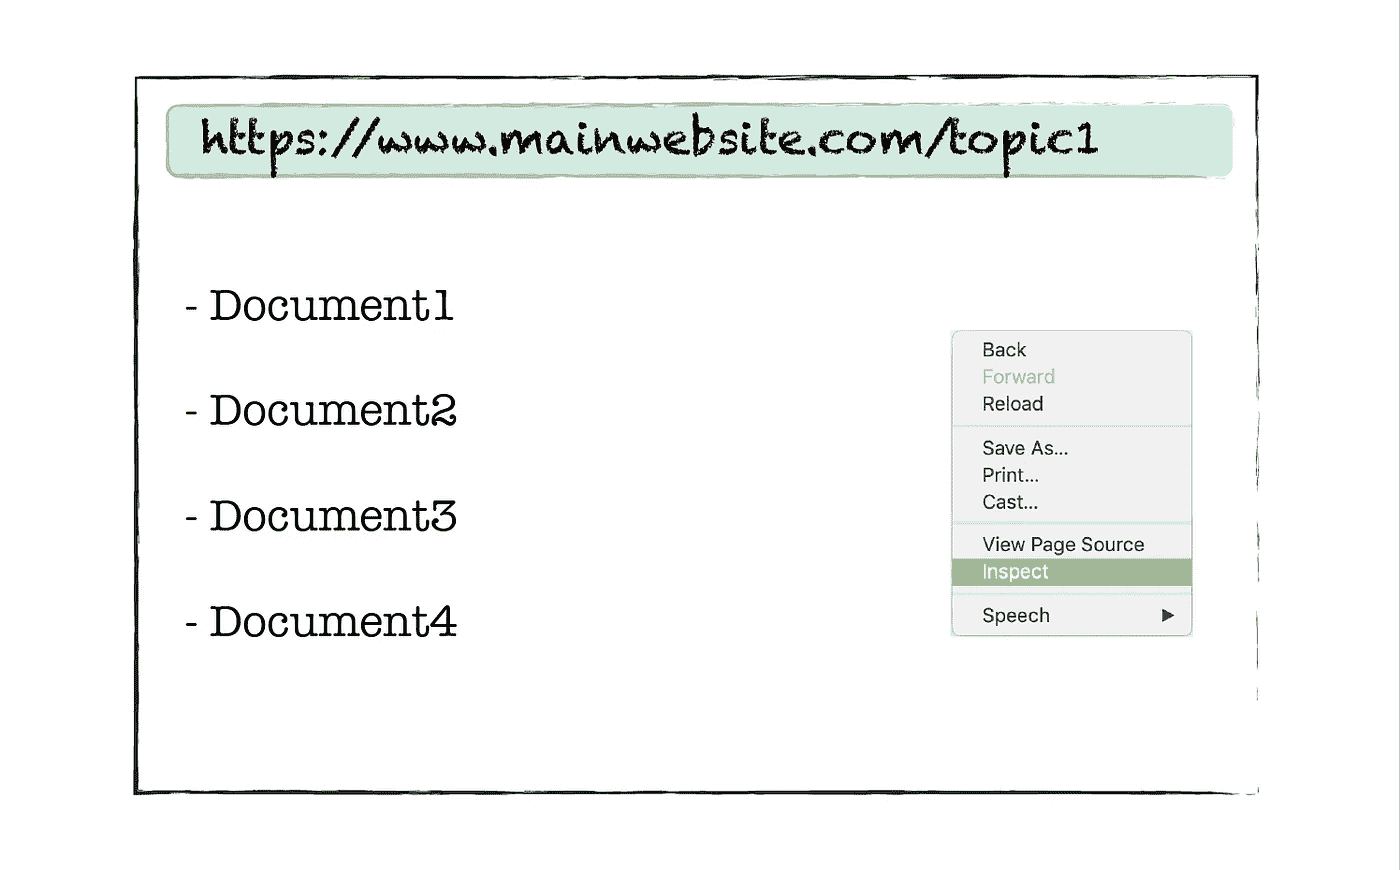 https://www.mainwebsite.com/topic1
- Document1
- Document2
- Document3
- Document4
Back
Forward
Reload
Save As...
Print...
Cast...
View Page Source
Inspect
Speech